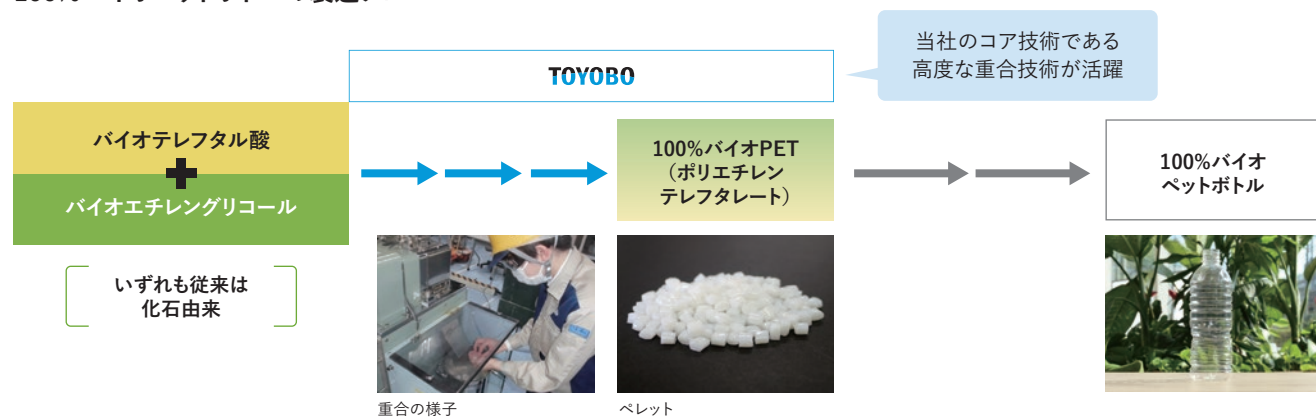 TOYOBO
当社のコア技術である
高度な重合技術が活躍
バイオテレフタル酸
+
バイオエチレングリコール
100%バイオPET
(ポリエチレン
テレフタレート)
100%バイオ
ペットボトル
いずれも従来は
化石由来
重合の様子
ペレット